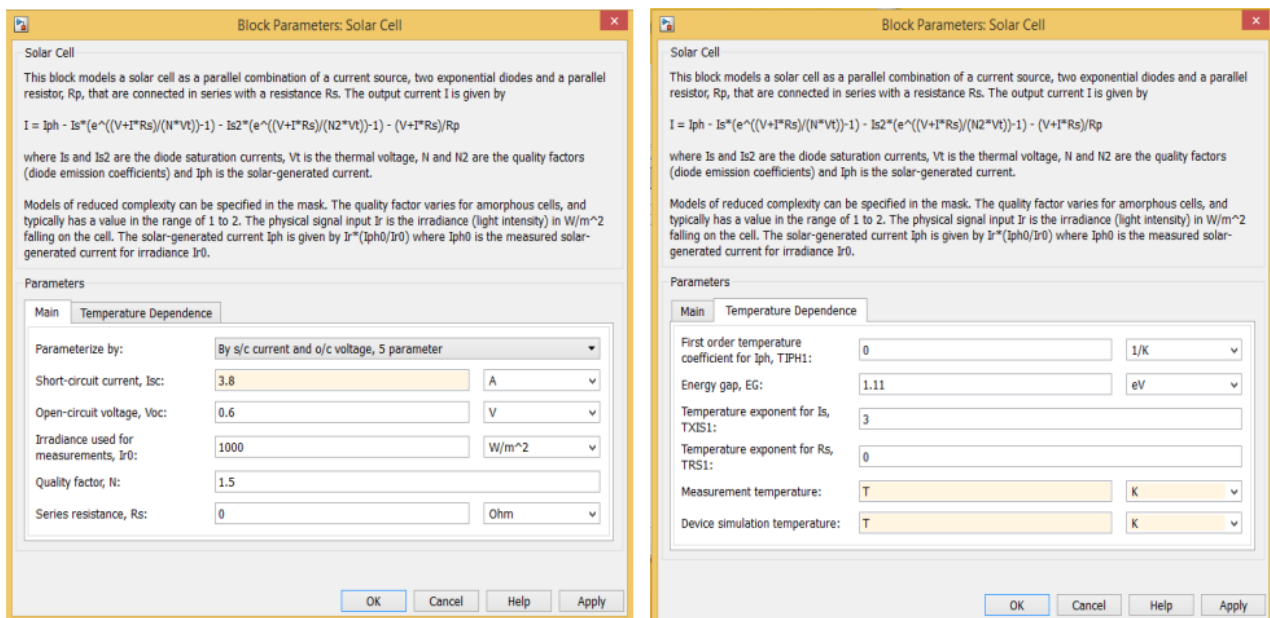 Block Parameters: Solar Cell
Solar Cell
This block models a solar cell as a parallel combination of a current source, two exponential diodes and a parallel
resistor, Rp, that are connected in series with a resistance Rs. The output current I is given by
I = Iph - Is*(e^((V+I*Rs)/(N*Vt))-1) - Is2*(e^((V+I*Rs)/(N2*Vt))-1) - (V+I*Rs)/Rp
where Is and Is2 are the diode saturation currents, Vt is the thermal voltage, N and N2 are the quality factors
(diode emission coefficients) and Iph is the solar-generated current.
Models of reduced complexity can be specified in the mask. The quality factor varies for amorphous cells, and
typically has a value in the range of 1 to 2. The physical signal input Ir is the irradiance (light intensity) in W/m^2
falling on the cell. The solar-generated current Iph is given by Ir*(Iph0/Ir0) where Iph0 is the measured solar-
generated current for irradiance Ir0.
Parameters
Main Temperature Dependence
Parameterize by: By s/c current and o/c voltage, 5 parameter
Short-circuit current, Isc: 3.8 A
Open-circuit voltage, Voc: 0.6 V
Irradiance used for
measurements, Ir0: 1000 W/m^2
Quality factor, N: 1.5
Series resistance, Rs: 0 Ohm
OK Cancel Help Apply
Block Parameters: Solar Cell
Solar Cell
This block models a solar cell as a parallel combination of a current source, two exponential diodes and a parallel
resistor, Rp, that are connected in series with a resistance Rs. The output current I is given by
I = Iph - Is*(e^((V+I*Rs)/(N*Vt))-1) - Is2*(e^((V+I*Rs)/(N2*Vt))-1) - (V+I*Rs)/Rp
where Is and Is2 are the diode saturation currents, Vt is the thermal voltage, N and N2 are the quality factors
(diode emission coefficients) and Iph is the solar-generated current.
Models of reduced complexity can be specified in the mask. The quality factor varies for amorphous cells, and
typically has a value in the range of 1 to 2. The physical signal input Ir is the irradiance (light intensity) in W/m^2
falling on the cell. The solar-generated current Iph is given by Ir*(Iph0/Ir0) where Iph0 is the measured solar-
generated current for irradiance Ir0.
Parameters
Main Temperature Dependence
First order temperature
coefficient for Iph, TIPH1: 0 1/K
Energy gap, EG: 1.11 eV
Temperature exponent for Is,
TXIS1: 3
Temperature exponent for Rs,
TRS1: 0
Measurement temperature: T K
Device simulation temperature: T K
OK Cancel Help Apply